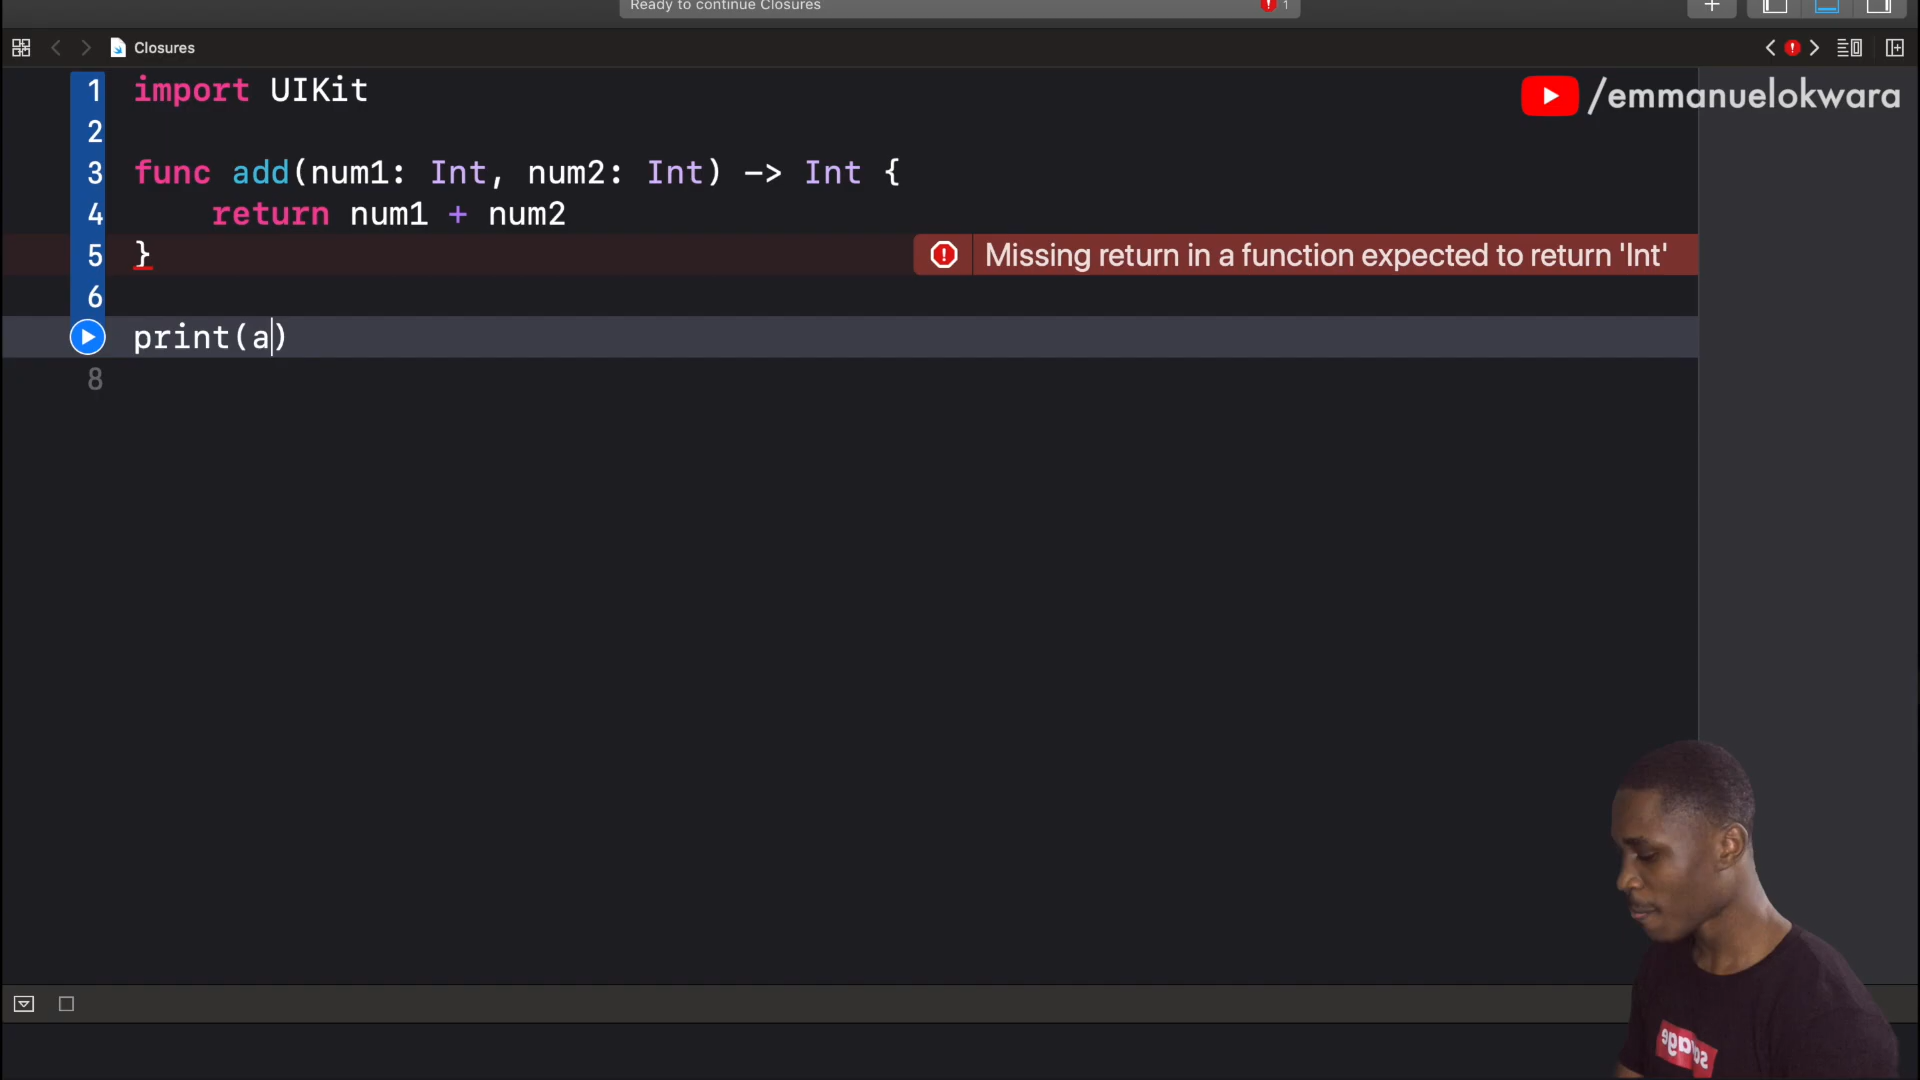 Ready to continue Closures
1
Closures
/emmanuelokwara
1 import UIKit
2
3 func add(num1: Int, num2: Int) -> Int {
4 return num1 + num2
5 } Missing return in a function expected to return 'Int'
6
print(a)
8